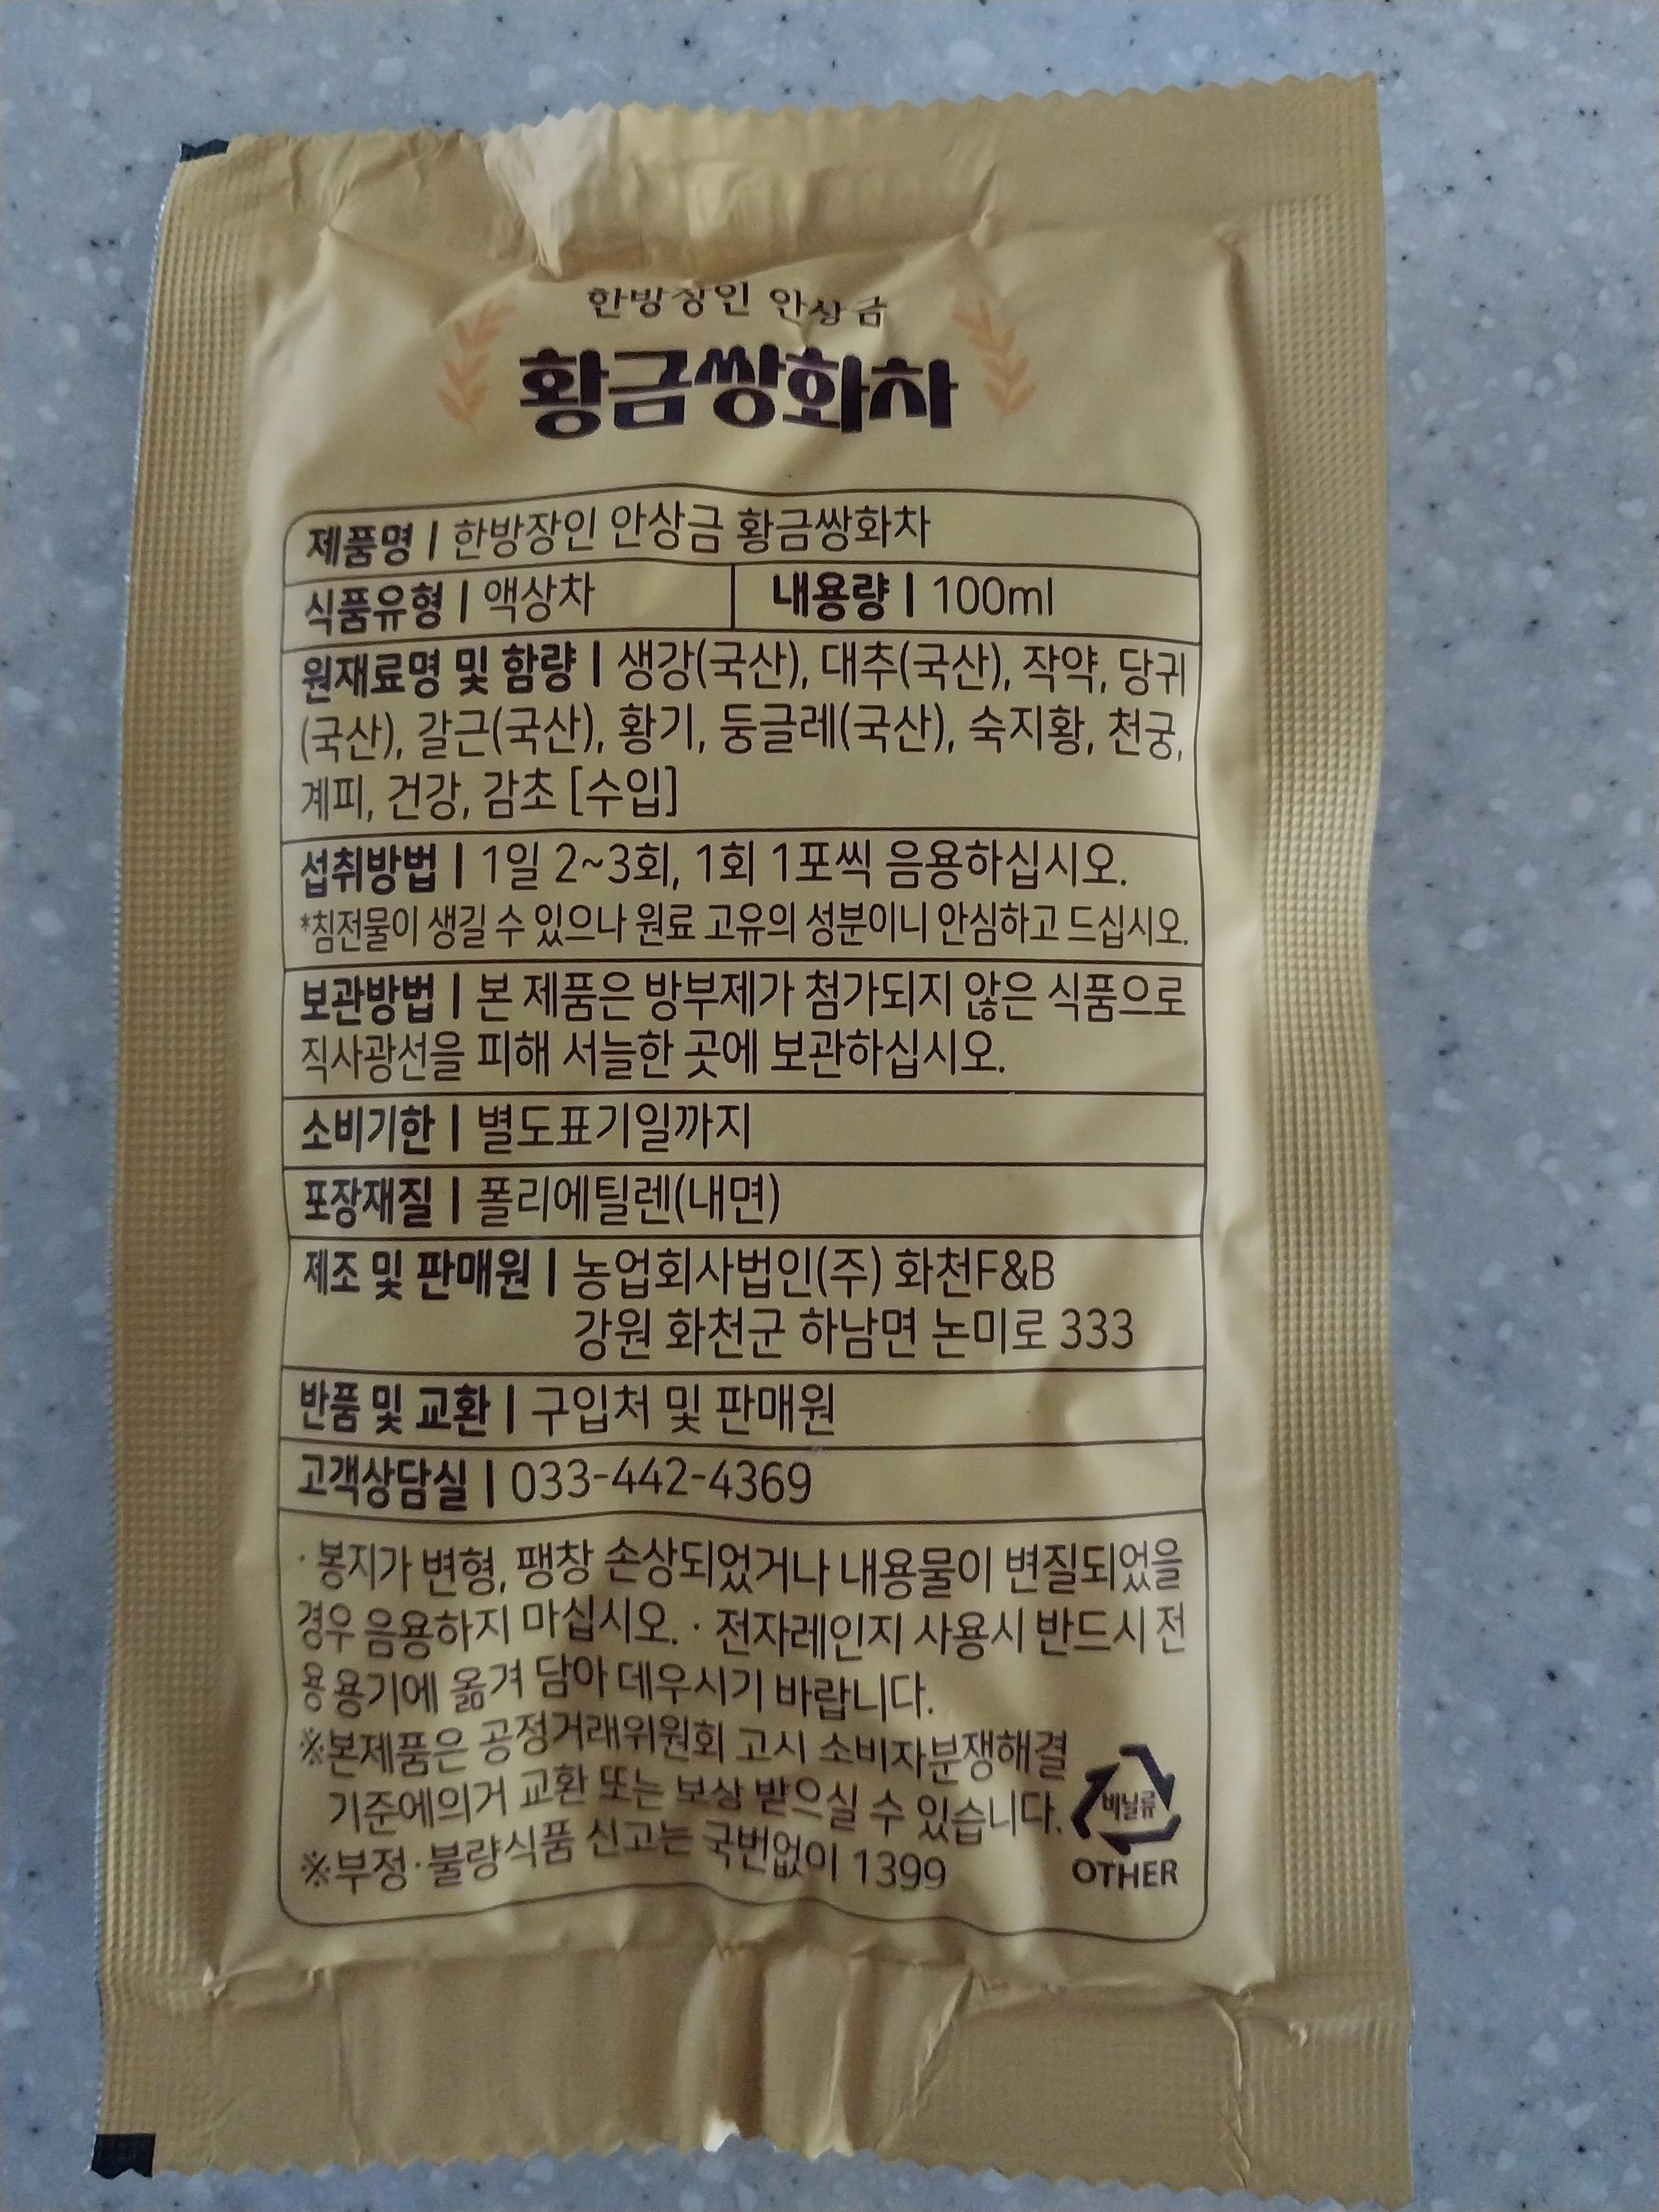 한방장인 안상금
황금쌍화차
제품명 | 한방장인 안상금 황금쌍화차
식품유형 | 액상차 내용량 | 100ml
원재료명 및 함량 | 생강(국산), 대추(국산), 작약, 당귀
(국산), 갈근(국산), 황기, 둥글레(국산), 숙지황, 천궁,
계피, 건강, 감초 [수입]
섭취방법 | 1일 2~3회, 1회 1포씩 음용하십시오.
*침전물이 생길 수 있으나 원료 고유의 성분이니 안심하고 드십시오.
보관방법 | 본 제품은 방부제가 첨가되지 않은 식품으로
직사광선을 피해 서늘한 곳에 보관하십시오.
소비기한 | 별도표기일까지
포장재질 | 폴리에틸렌(내면)
제조 및 판매원 | 농업회사법인(주) 화천F&B
강원 화천군 하남면 논미로 333
반품 및 교환 | 구입처 및 판매원
고객상담실 | 033-442-4369
· 봉지가 변형, 팽창 손상되었거나 내용물이 변질되었을
경우 음용하지 마십시오. · 전자레인지 사용시 반드시 전
용용기에 옮겨 담아 데우시기 바랍니다.
※본제품은 공정거래위원회 고시 소비자분쟁해결
기준에의거 교환 또는 보상 받으실 수 있습니다.
※부정·불량식품 신고는 국번없이 1399
비닐류
OTHER